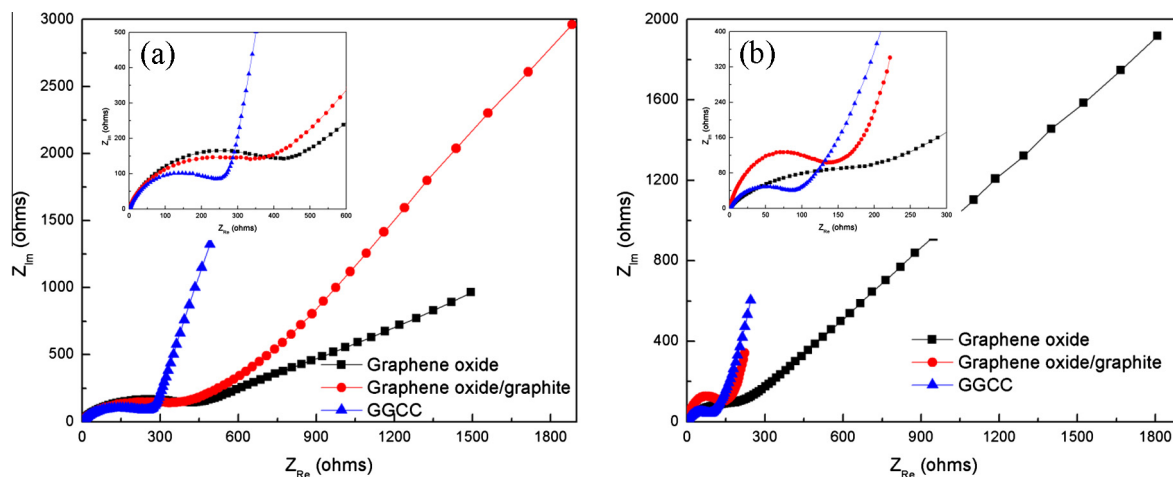 (a)
Z_Im (ohms)
3000
2500
2000
1500
1000
500
0
0 300 600 900 1200 1500 1800
Z_Re (ohms)
Graphene oxide
Graphene oxide/graphite
GGCC
Z_Im (ohms)
500
400
300
200
100
0
0 100 200 300 400 500 600
Z_Re (ohms)
(b)
Z_Im (ohms)
2000
1600
1200
800
400
0
0 300 600 900 1200 1500 1800
Z_Re (ohms)
Graphene oxide
Graphene oxide/graphite
GGCC
Z_Im (ohms)
400
320
240
160
80
0
0 50 100 150 200 250 300
Z_Re (ohms)